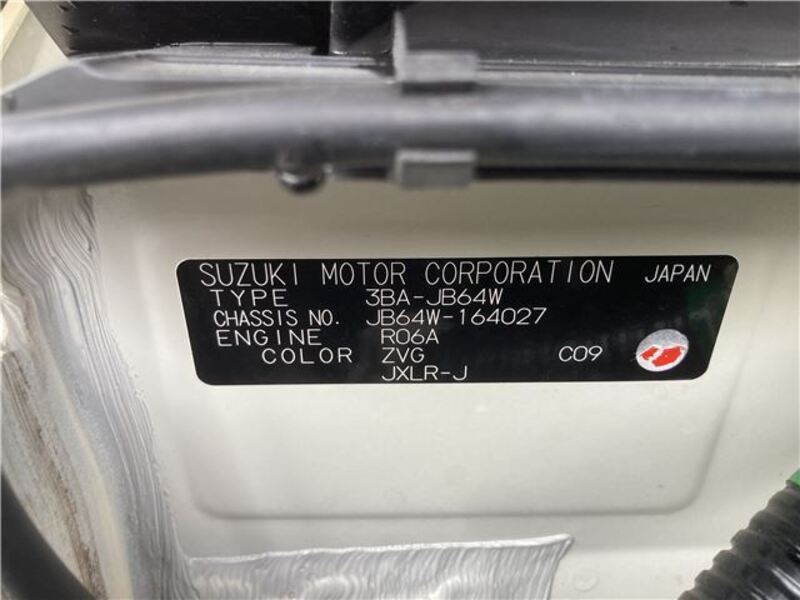 SUZUKI MOTOR CORPORATION JAPAN
TYPE 3BA-JB64W
CHASSIS NO. JB64W-164027
ENGINE R06A
COLOR ZVG C09
JXLR-J